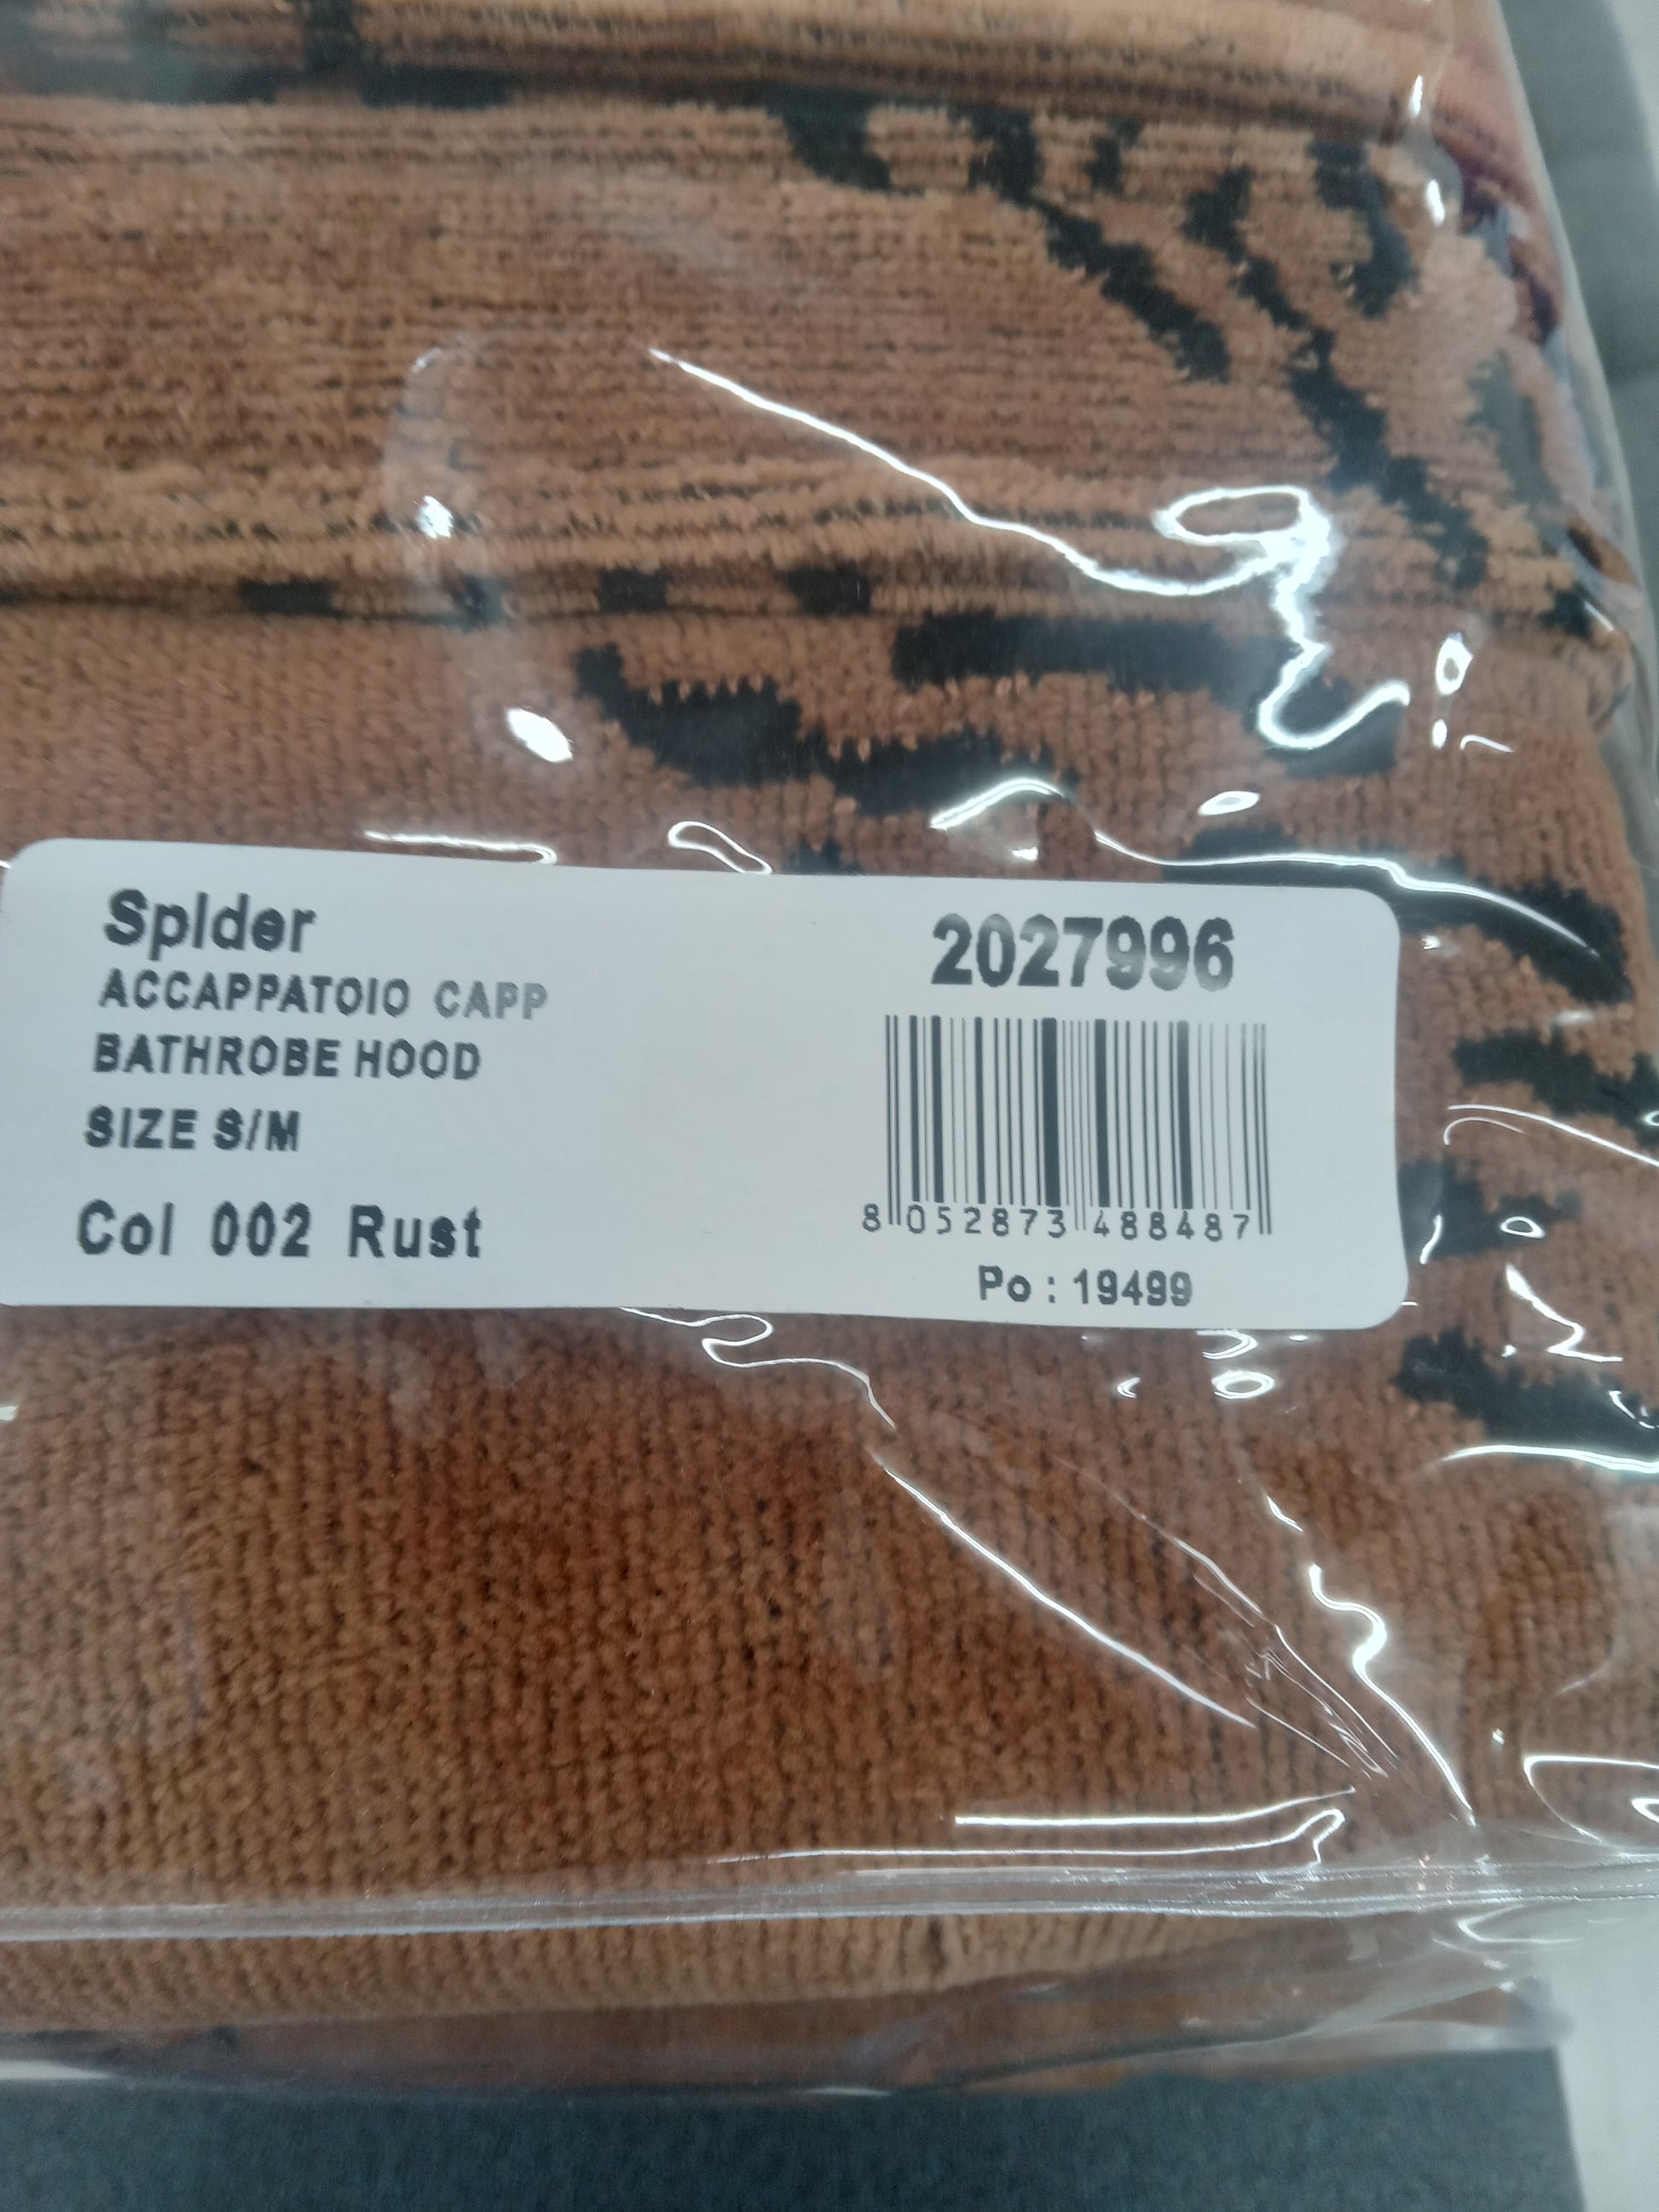 Spider
ACCAPPATOIO CAPP
BATHROBE HOOD
SIZE S/M
Col 002 Rust
2027996
8 052873 488487
Po : 19499